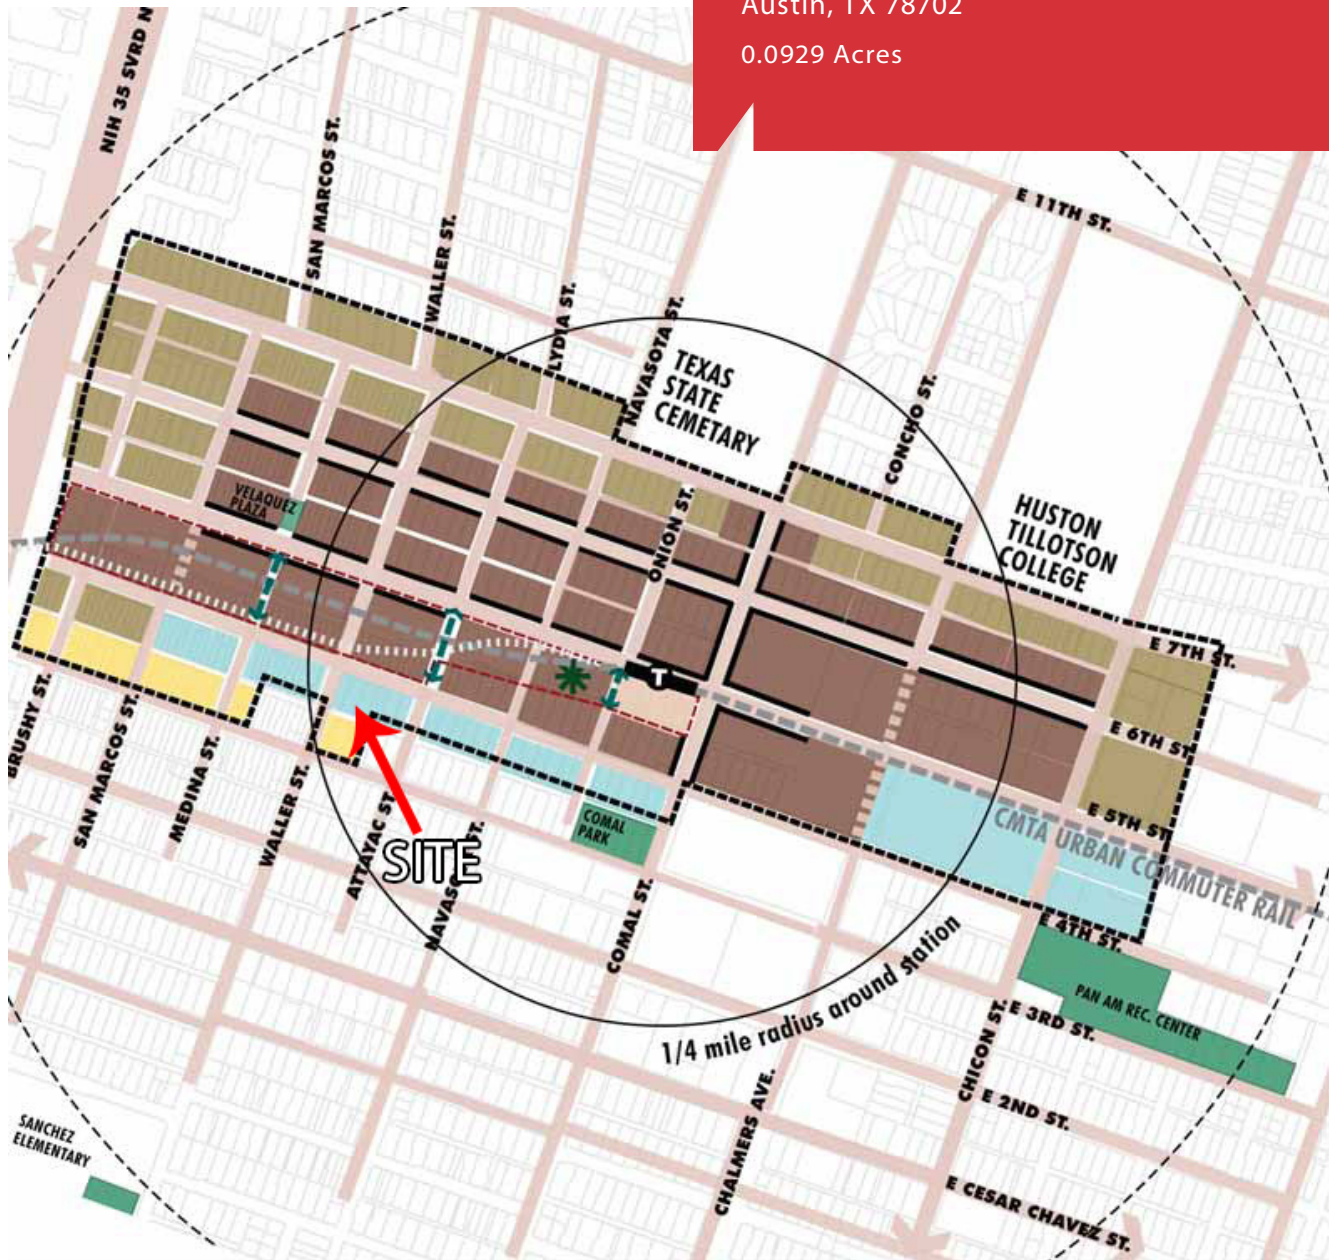 Austin, TX 78702
0.0929 Acres
NIH 35 SVRD N
SAN MARCOS ST.
WALLER ST.
LYDIA ST.
NAVASOTA ST.
E 11TH ST.
TEXAS
STATE
CEMETARY
CONCHO ST.
HUSTON
TILLOTSON
COLLEGE
VELAQUEZ
PLAZA
ONION ST.
E 7TH ST.
T
E 6TH ST.
E 5TH ST.
CMTA URBAN COMMUTER RAIL
BRUSHY ST.
SAN MARCOS ST.
MEDINA ST.
WALLER ST.
ATTAYAC ST.
SITE
NAVASO ST.
COMAL
PARK
COMAL ST.
E 4TH ST.
1/4 mile radius around station
PAN AM REC. CENTER
E 3RD ST.
CHICON ST.
E 2ND ST.
CHALMERS AVE.
SANCHEZ
ELEMENTARY
E CESAR CHAVEZ ST.